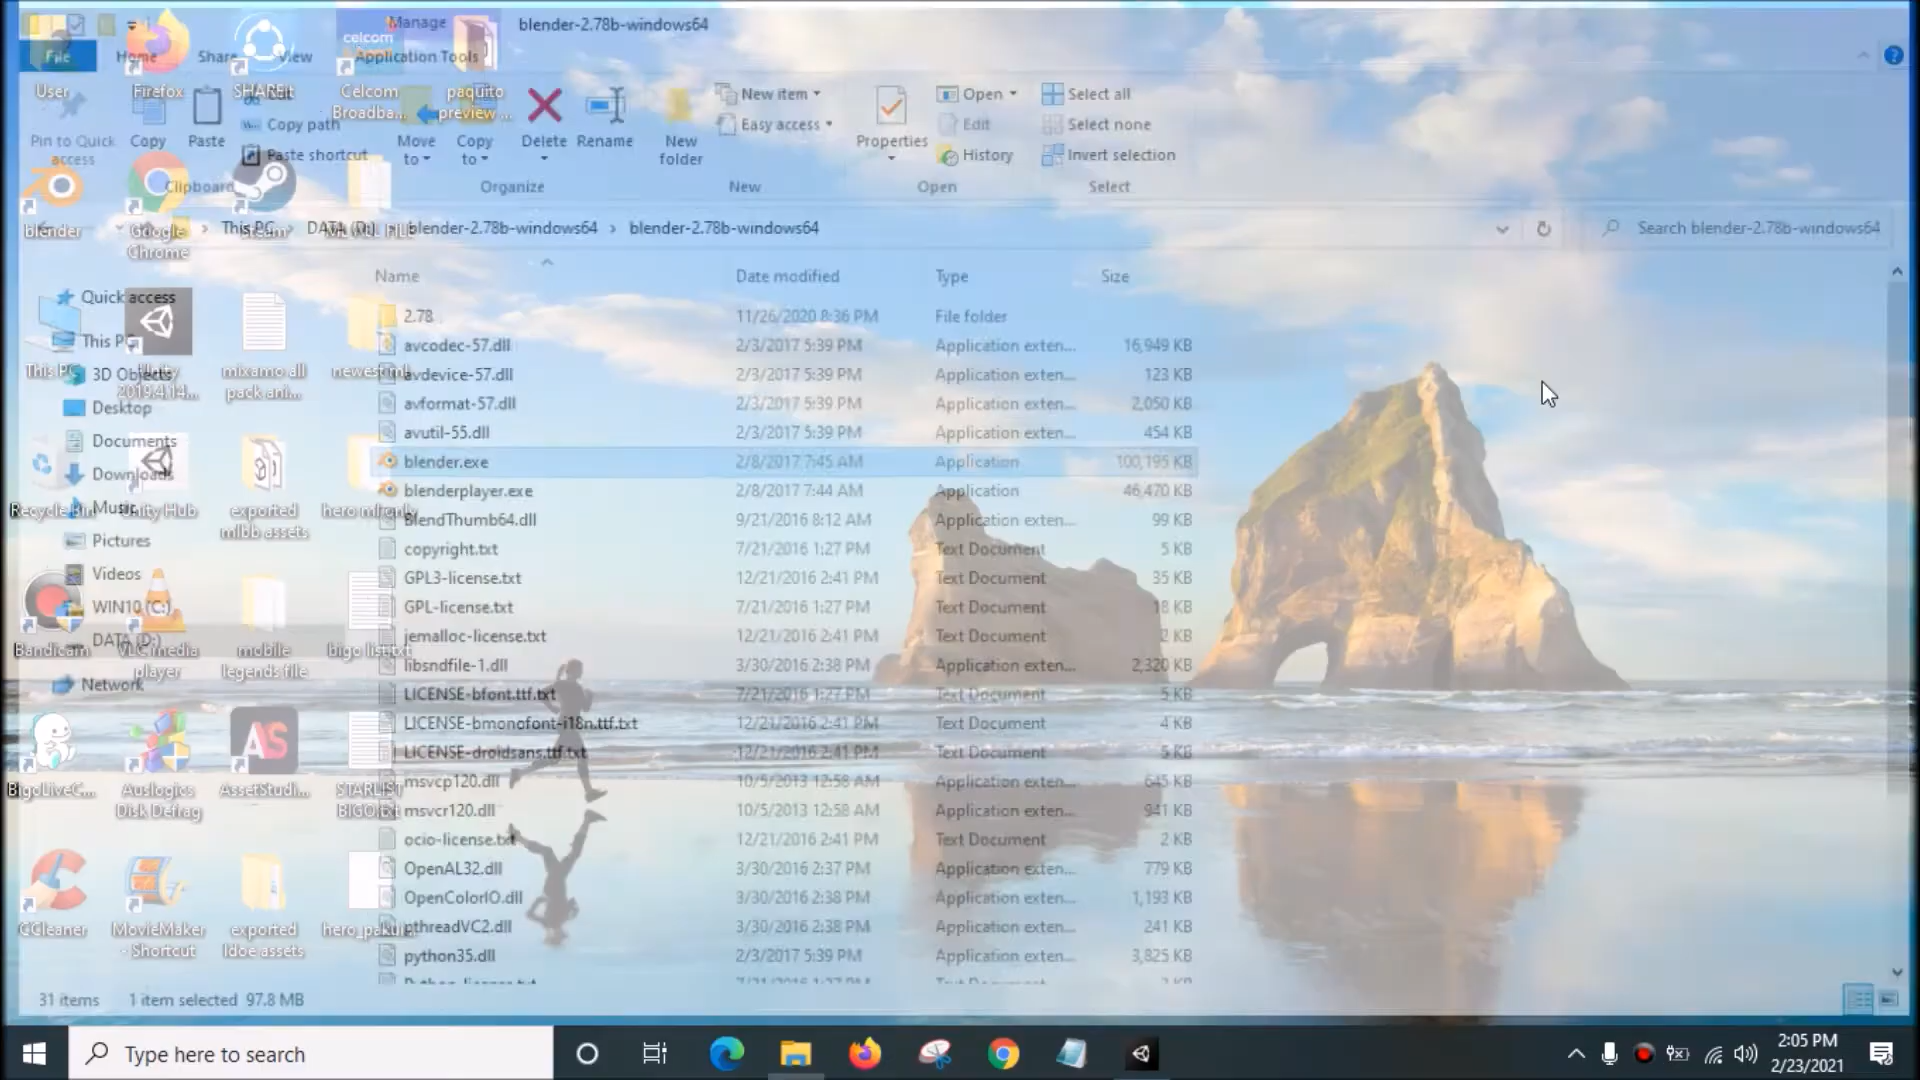 Manage
blender-2.78b-windows64
File
Home
Share
View
Application Tools
Pin to Quick access
Copy
Paste
Cut
Copy path
Paste shortcut
Move to
Copy to
Delete
Rename
New folder
New item
Easy access
Properties
Open
Edit
History
Select all
Select none
Invert selection
Clipboard
Organize
New
Open
Select
This PC
DATA (D:)
blender-2.78b-windows64
blender-2.78b-windows64
Search blender-2.78b-windows64
Name
Date modified
Type
Size
2.78 11/26/2020 8:36 PM File folder
avcodec-57.dll 2/3/2017 5:39 PM Application exten... 16,949 KB
avdevice-57.dll 2/3/2017 5:39 PM Application exten... 123 KB
avformat-57.dll 2/3/2017 5:39 PM Application exten... 2,050 KB
avutil-55.dll 2/3/2017 5:39 PM Application exten... 454 KB
blender.exe 2/8/2017 7:45 AM Application 100,195 KB
blenderplayer.exe 2/8/2017 7:44 AM Application 46,470 KB
BlendThumb64.dll 9/21/2016 8:12 AM Application exten... 99 KB
copyright.txt 7/21/2016 1:27 PM Text Document 5 KB
GPL3-license.txt 12/21/2016 2:41 PM Text Document 35 KB
GPL-license.txt 7/21/2016 1:27 PM Text Document 18 KB
jemalloc-license.txt 12/21/2016 2:41 PM Text Document 2 KB
libsndfile-1.dll 3/30/2016 2:38 PM Application exten... 2,320 KB
LICENSE-bfont.ttf.txt 7/21/2016 1:27 PM Text Document 5 KB
LICENSE-bmonofont-i18n.ttf.txt 12/21/2016 2:41 PM Text Document 4 KB
LICENSE-droidsans.ttf.txt 12/21/2016 2:41 PM Text Document 5 KB
msvcp120.dll 10/5/2013 12:58 AM Application exten... 645 KB
msvcr120.dll 10/5/2013 12:58 AM Application exten... 941 KB
ocio-license.txt 12/21/2016 2:41 PM Text Document 2 KB
OpenAL32.dll 3/30/2016 2:37 PM Application exten... 779 KB
OpenColorIO.dll 3/30/2016 2:38 PM Application exten... 1,193 KB
pthreadVC2.dll 3/30/2016 2:38 PM Application exten... 241 KB
python35.dll 2/3/2017 5:39 PM Application exten... 3,825 KB
Quick access
This PC
3D Objects
Desktop
Documents
Downloads
Music
Pictures
Videos
WIN10 (C:)
DATA (D:)
Network
User
Firefox
SHAREit
celcom
Celcom Broadba...
paquito preview ...
blender
Google Chrome
Steam
This PC
Unity 2019.4.14...
mixamo all pack ani...
Recycle Bin
Unity Hub
exported mlbb assets
Bandicam
VLC media player
mobile legends file
bigo list.txt
BigoLiveC...
Auslogics Disk Defrag
AS
AssetStudi...
STARLIST BIGO.txt
CCleaner
MovieMaker - Shortcut
exported ldoe assets
31 items
1 item selected 97.8 MB
Type here to search
2:05 PM
2/23/2021